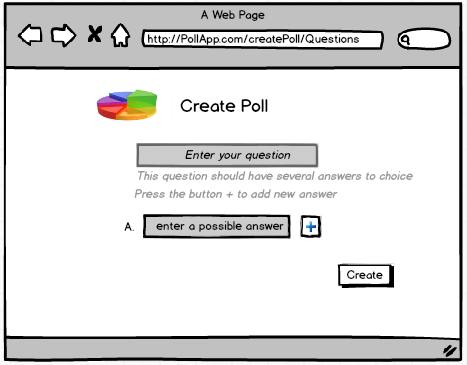 A Web Page
http://PollApp.com/createPoll/Questions
Create Poll
Enter your question
This question should have several answers to choice
Press the button + to add new answer
A. enter a possible answer +
Create